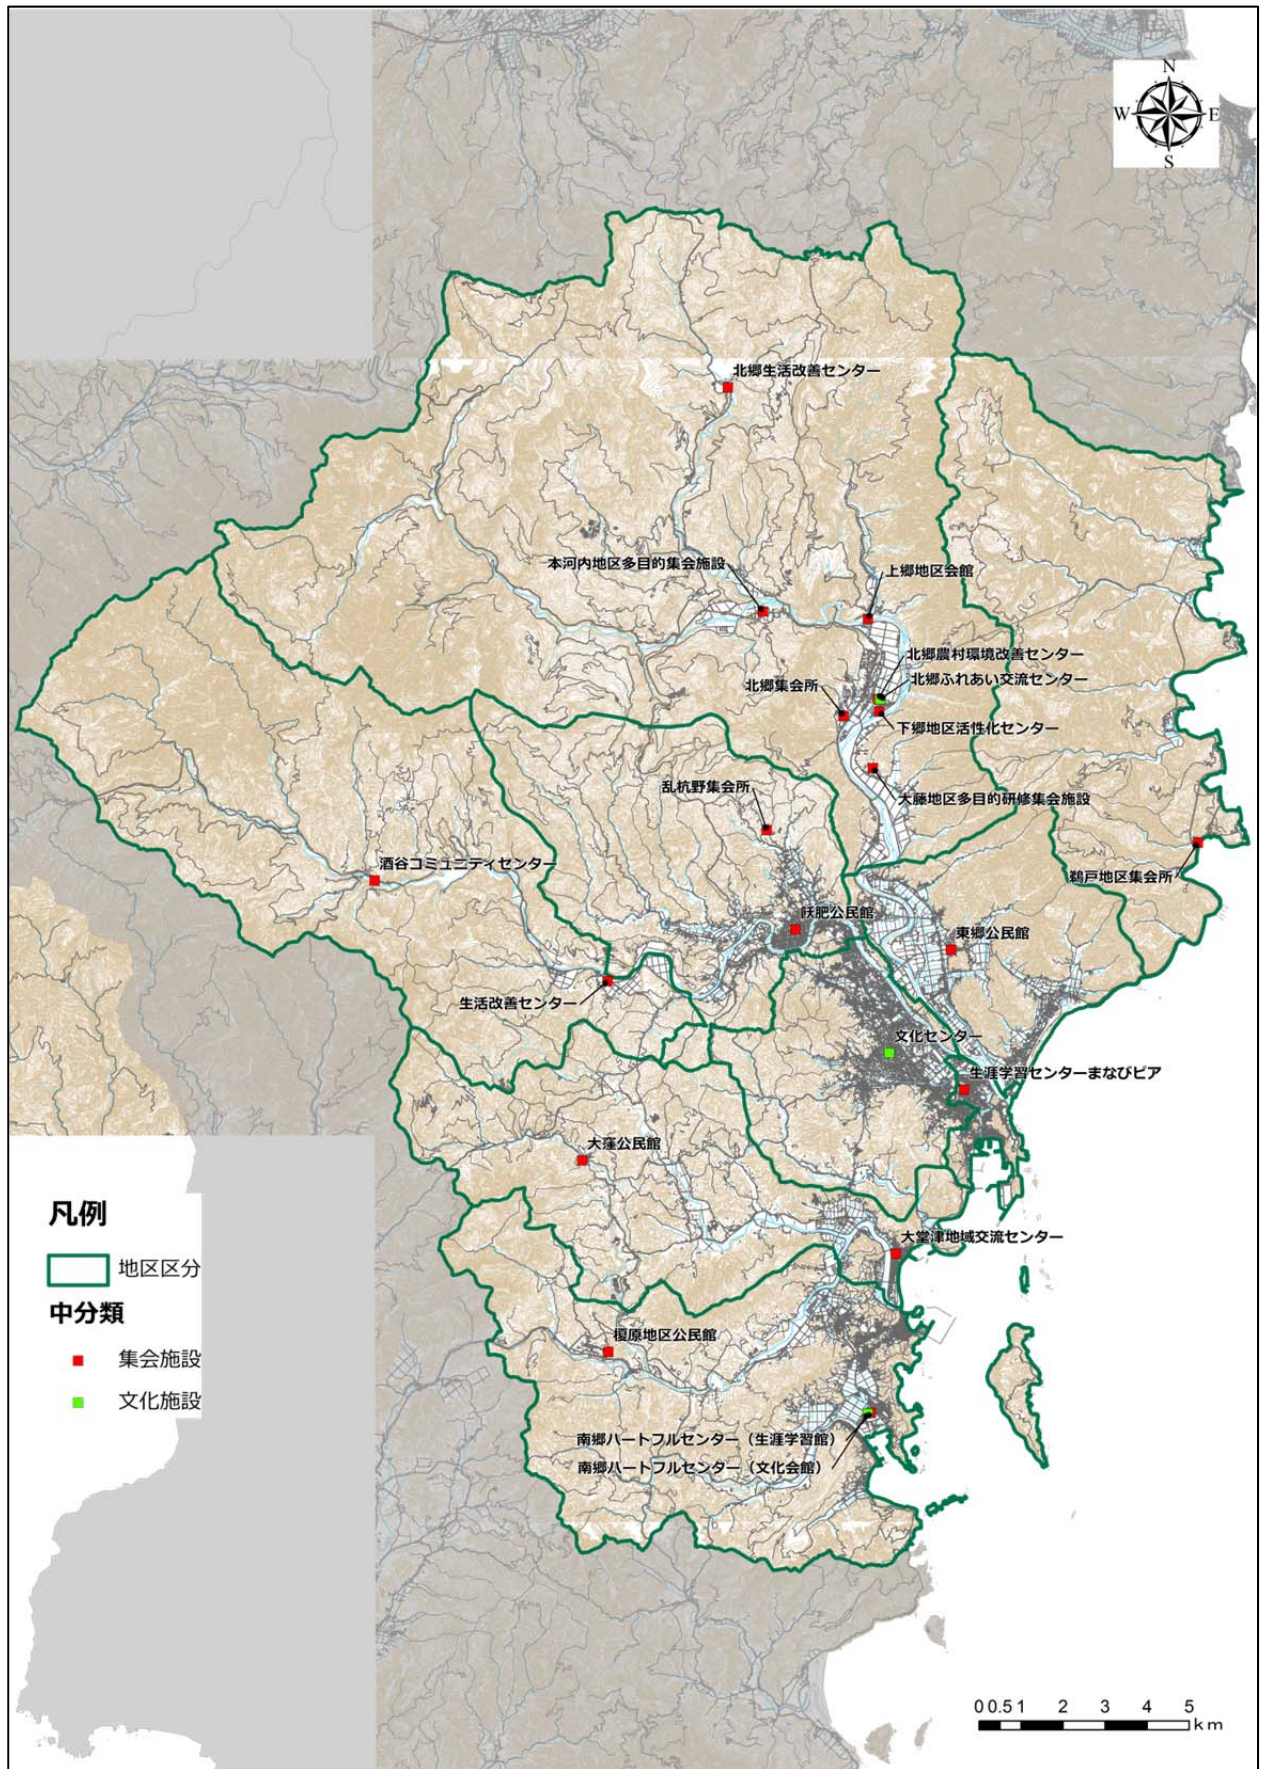 N
W
E
S
北郷生活改善センター
本河内地区多目的集会施設
上郷地区会館
北郷農村環境改善センター
北郷ふれあい交流センター
北郷集会所
下郷地区活性化センター
大藤地区多目的研修集会施設
乱杭野集会所
鵜戸地区集会所
酒谷コミュニティセンター
飫肥公民館
東郷公民館
生活改善センター
文化センター
生涯学習センターまなびピア
大窪公民館
大堂津地域交流センター
榎原地区公民館
南郷ハートフルセンター（生涯学習館）
南郷ハートフルセンター（文化会館）
凡例
地区区分
中分類
集会施設
文化施設
0 0.5 1 2 3 4 5
km